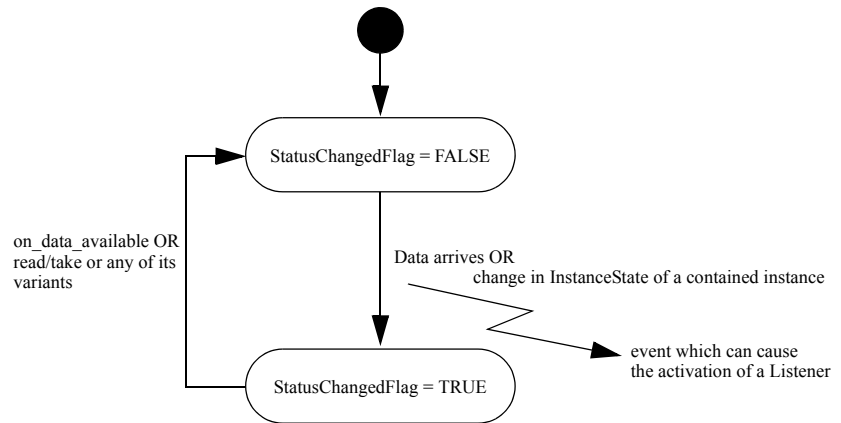 StatusChangedFlag = FALSE
on_data_available OR
read/take or any of its
variants
Data arrives OR
change in InstanceState of a contained instance
event which can cause
the activation of a Listener
StatusChangedFlag = TRUE